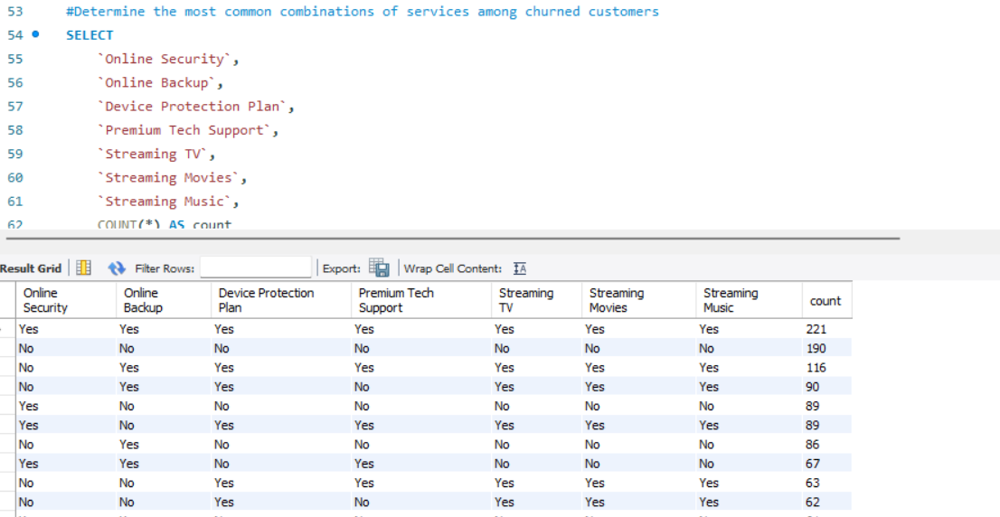 53 #Determine the most common combinations of services among churned customers
54 SELECT
55 `Online Security`,
56 `Online Backup`,
57 `Device Protection Plan`,
58 `Premium Tech Support`,
59 `Streaming TV`,
60 `Streaming Movies`,
61 `Streaming Music`,
62 COUNT(*) AS count
Result Grid Filter Rows: Export: Wrap Cell Content: IA
Online Security Online Backup Device Protection Plan Premium Tech Support Streaming TV Streaming Movies Streaming Music count
Yes Yes Yes Yes Yes Yes Yes 221
No No No No No No No 190
No Yes Yes Yes Yes Yes Yes 116
No Yes Yes No Yes Yes Yes 90
Yes No No No No No No 89
Yes No Yes Yes Yes Yes Yes 89
No Yes No No No No No 86
Yes Yes No Yes No No No 67
No No Yes Yes Yes Yes Yes 63
No No Yes No Yes Yes Yes 62